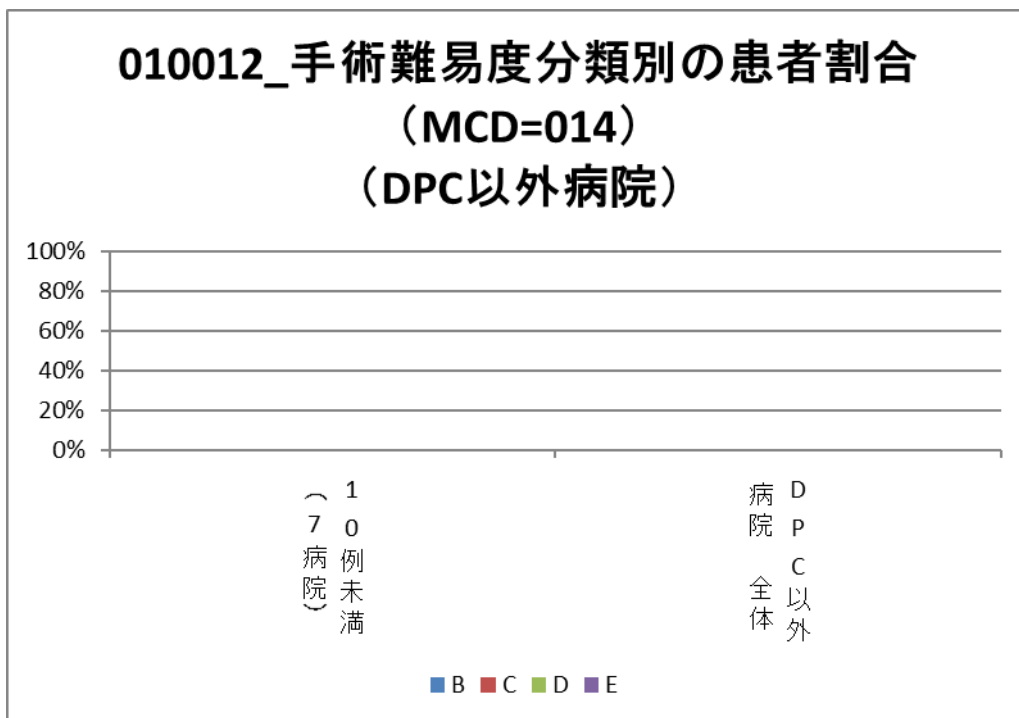 010012_手術難易度分類別の患者割合
（MCD=014）
（DPC以外病院）
100%
80%
60%
40%
20%
0%
10例未満
（7病院）
DPC以外
病院　全体
B C D E